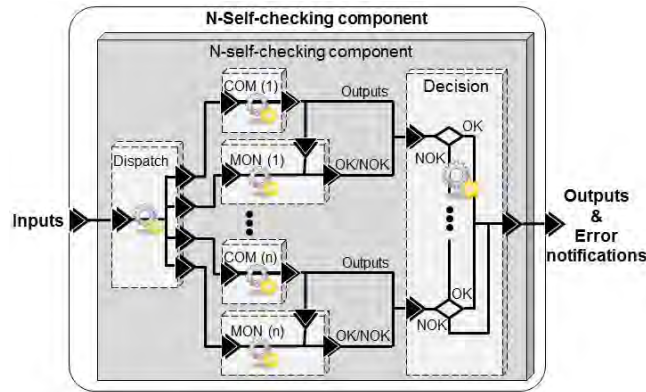 N-Self-checking component
N-self-checking component
COM (1)
Outputs
Decision
Dispatch
MON (1)
OK/NOK
OK
NOK
Inputs
Outputs
&
Error
notifications
COM (n)
Outputs
OK
MON (n)
OK/NOK
NOK